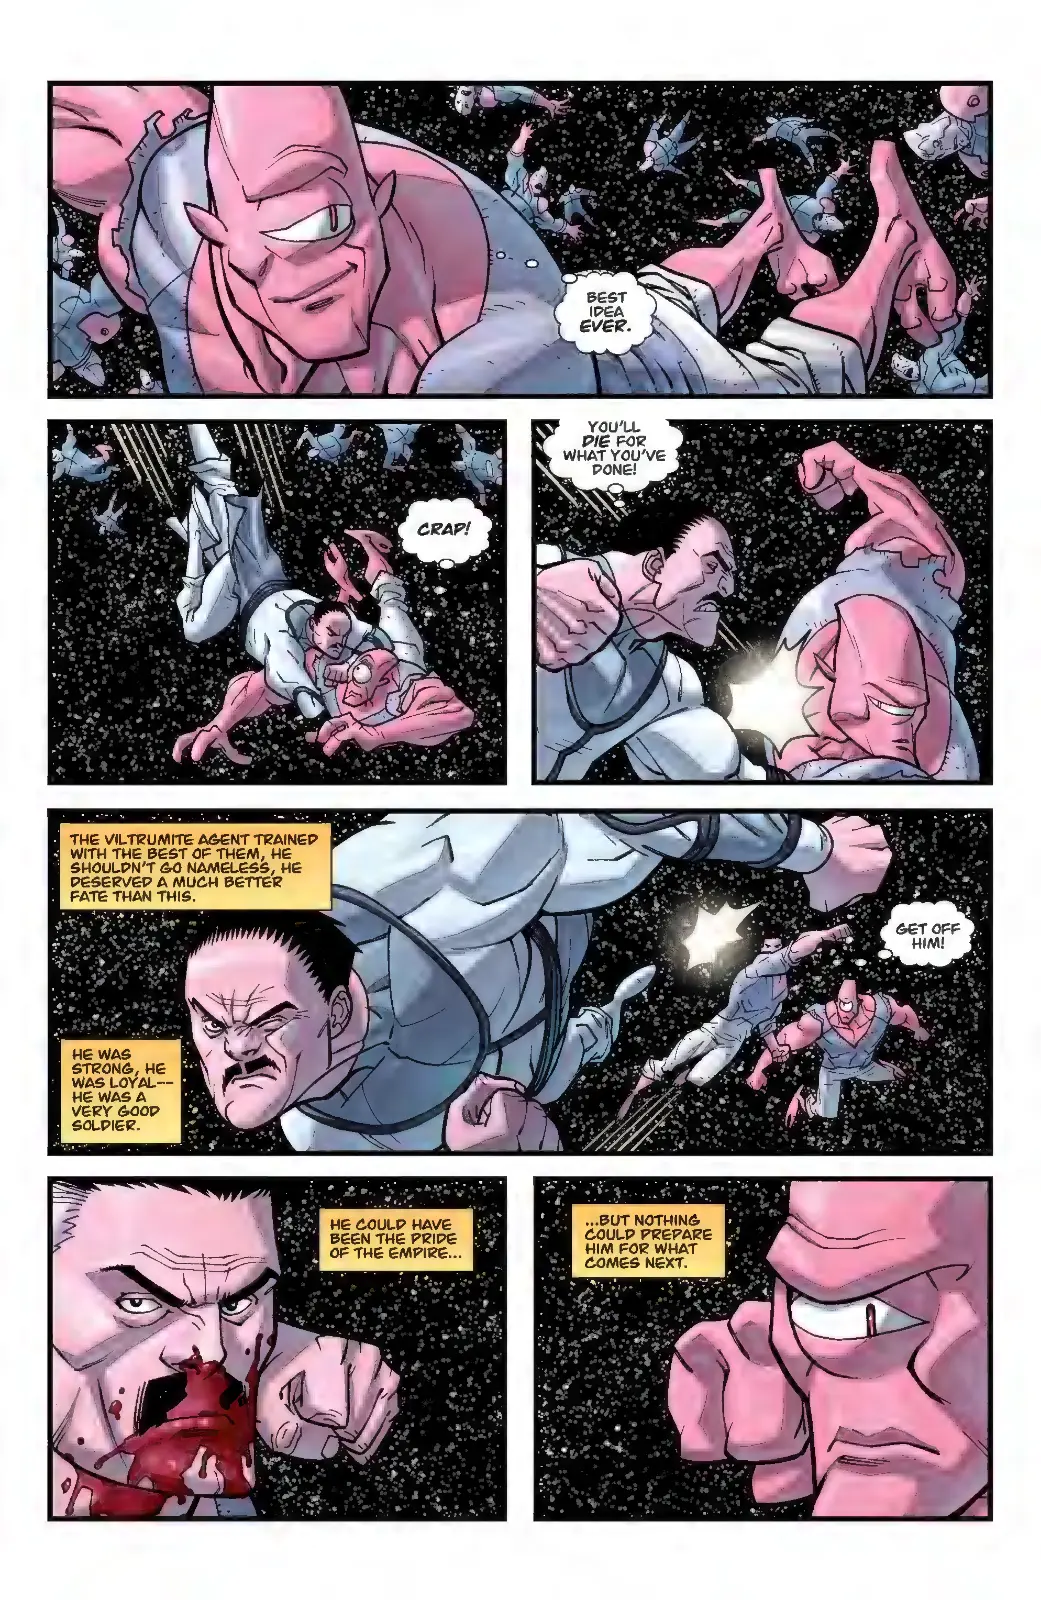 BEST
IDEA
EVER.
CRAP!
YOU'LL
DIE FOR
WHAT YOU'VE
DONE!
THE VILTRUMITE AGENT TRAINED
WITH THE BEST OF THEM, HE
SHOULDN'T GO NAMELESS, HE
DESERVED A MUCH BETTER
FATE THAN THIS.
GET OFF
HIM!
HE WAS
STRONG, HE
WAS LOYAL--
HE WAS A
VERY GOOD
SOLDIER.
HE COULD HAVE
BEEN THE PRIDE
OF THE EMPIRE...
...BUT NOTHING
COULD PREPARE
HIM FOR WHAT
COMES NEXT.